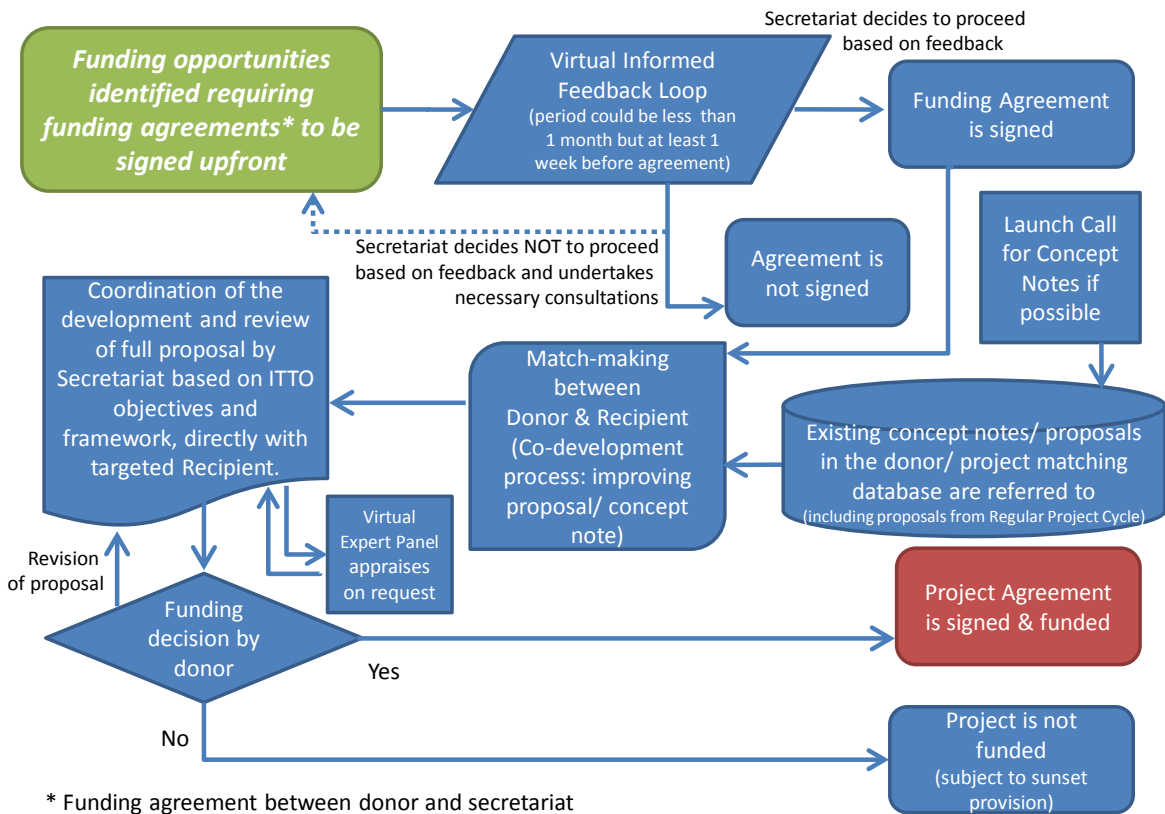 Secretariat decides to proceed
based on feedback
Funding opportunities
identified requiring
funding agreements* to be
signed upfront
Virtual Informed
Feedback Loop
(period could be less than
1 month but at least 1
week before agreement)
Funding Agreement
is signed
Secretariat decides NOT to proceed
based on feedback and undertakes
necessary consultations
Agreement is
not signed
Launch Call
for Concept
Notes if
possible
Coordination of the
development and review
of full proposal by
Secretariat based on ITTO
objectives and
framework, directly with
targeted Recipient.
Match-making
between
Donor & Recipient
(Co-development
process: improving
proposal/ concept
note)
Existing concept notes/ proposals
in the donor/ project matching
database are referred to
(including proposals from Regular Project Cycle)
Revision
of proposal
Virtual
Expert Panel
appraises
on request
Funding
decision by
donor
Yes
Project Agreement
is signed & funded
No
Project is not
funded
(subject to sunset
provision)
* Funding agreement between donor and secretariat